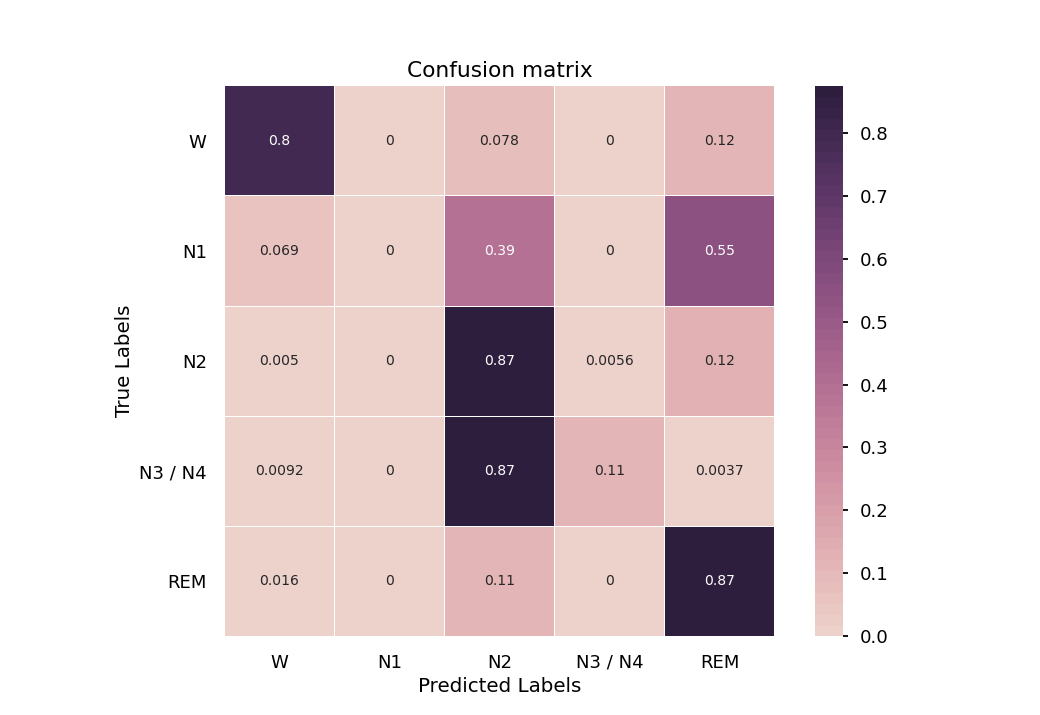 Confusion matrix
W 0.8 0 0.078 0 0.12
N1 0.069 0 0.39 0 0.55
N2 0.005 0 0.87 0.0056 0.12
N3 / N4 0.0092 0 0.87 0.11 0.0037
REM 0.016 0 0.11 0 0.87
W N1 N2 N3 / N4 REM
Predicted Labels
True Labels
0.8
0.7
0.6
0.5
0.4
0.3
0.2
0.1
0.0